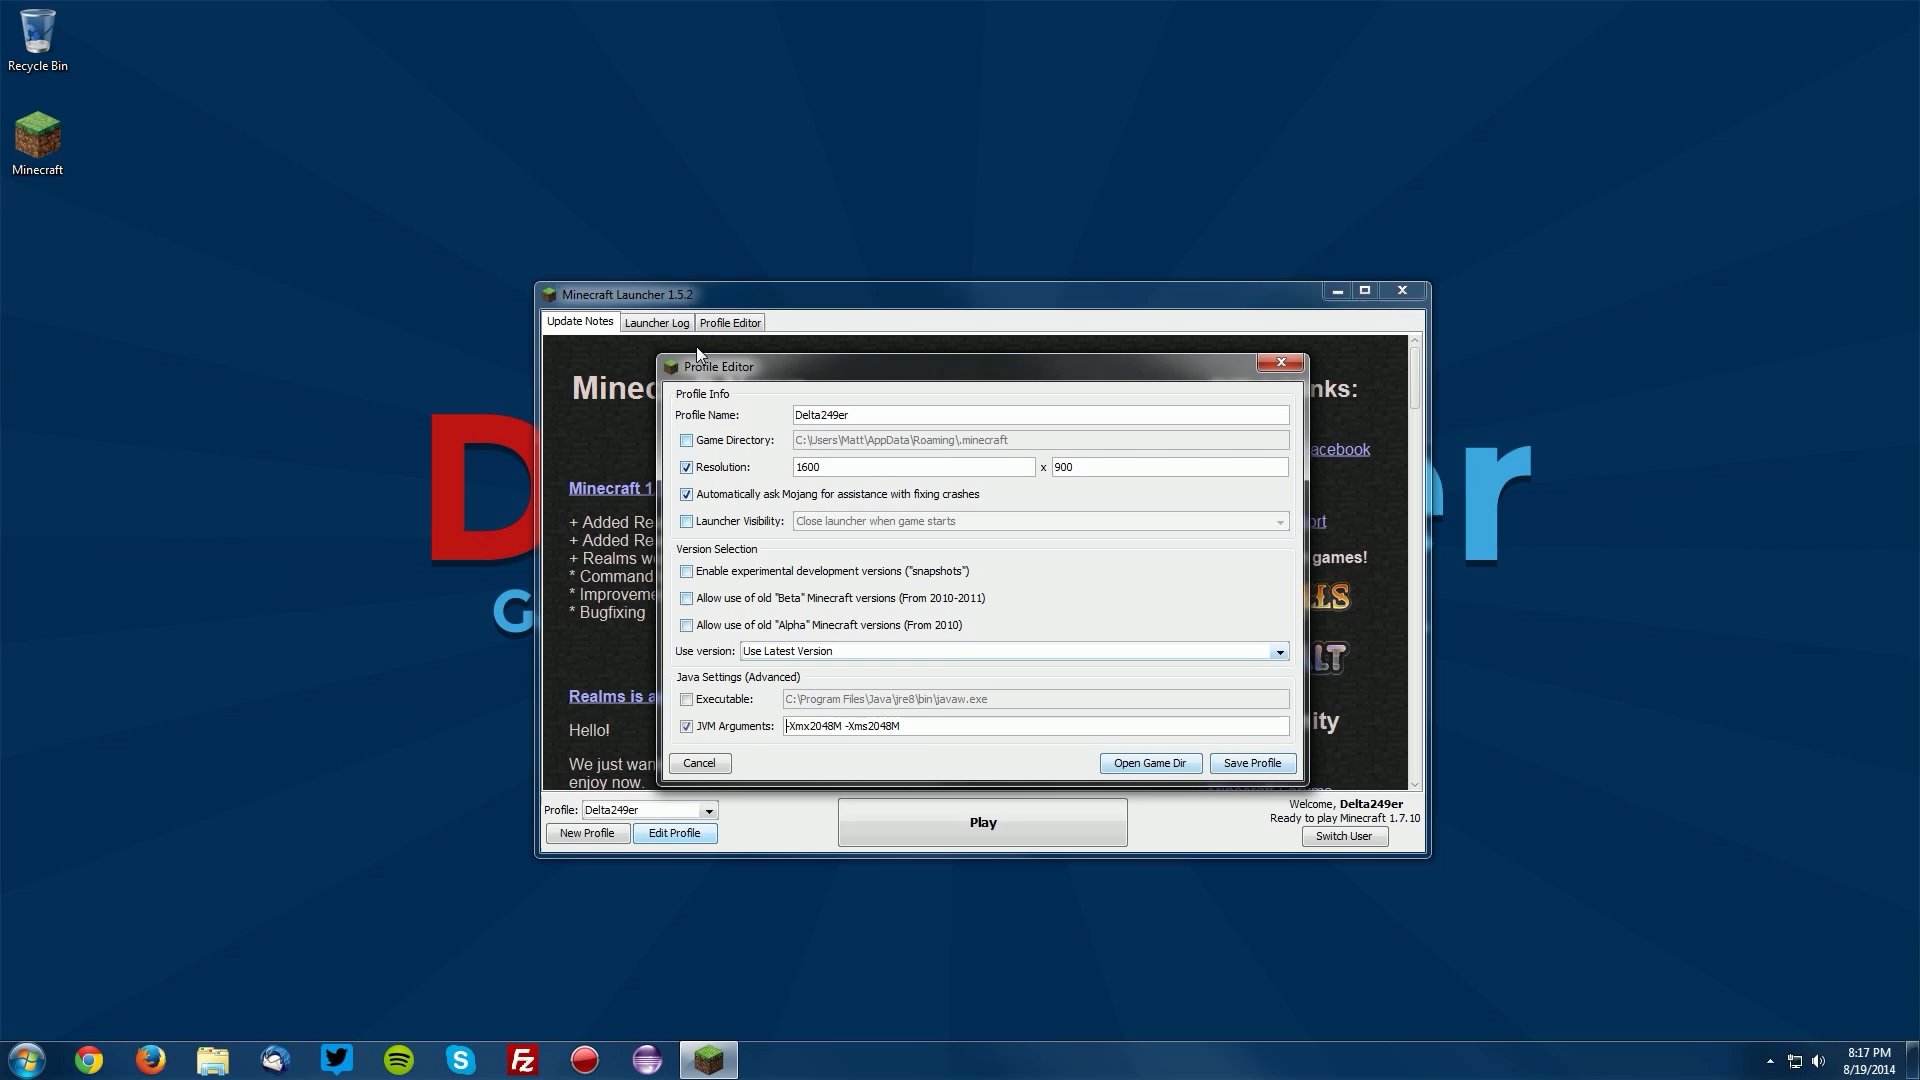 Recycle Bin
Minecraft
Minecraft Launcher 1.5.2
Update Notes
Launcher Log
Profile Editor
Profile Editor
Profile Info
Profile Name: Delta249er
Game Directory: C:\Users\Matt\AppData\Roaming\.minecraft
Resolution: 1600 x 900
Automatically ask Mojang for assistance with fixing crashes
Launcher Visibility: Close launcher when game starts
Version Selection
Enable experimental development versions ("snapshots")
Allow use of old "Beta" Minecraft versions (From 2010-2011)
Allow use of old "Alpha" Minecraft versions (From 2010)
Use version: Use Latest Version
Java Settings (Advanced)
Executable: C:\Program Files\Java\jre8\bin\javaw.exe
JVM Arguments: -Xmx2048M -Xms2048M
Cancel
Open Game Dir
Save Profile
Minecraft 1
+ Added Re
+ Added Re
+ Realms w
* Command
* Improveme
* Bugfixing
Realms is a
Hello!
We just wan
enjoy now.
nks:
acebook
ort
games!
ity
Profile: Delta249er
New Profile
Edit Profile
Play
Welcome, Delta249er
Ready to play Minecraft 1.7.10
Switch User
8:17 PM
8/19/2014